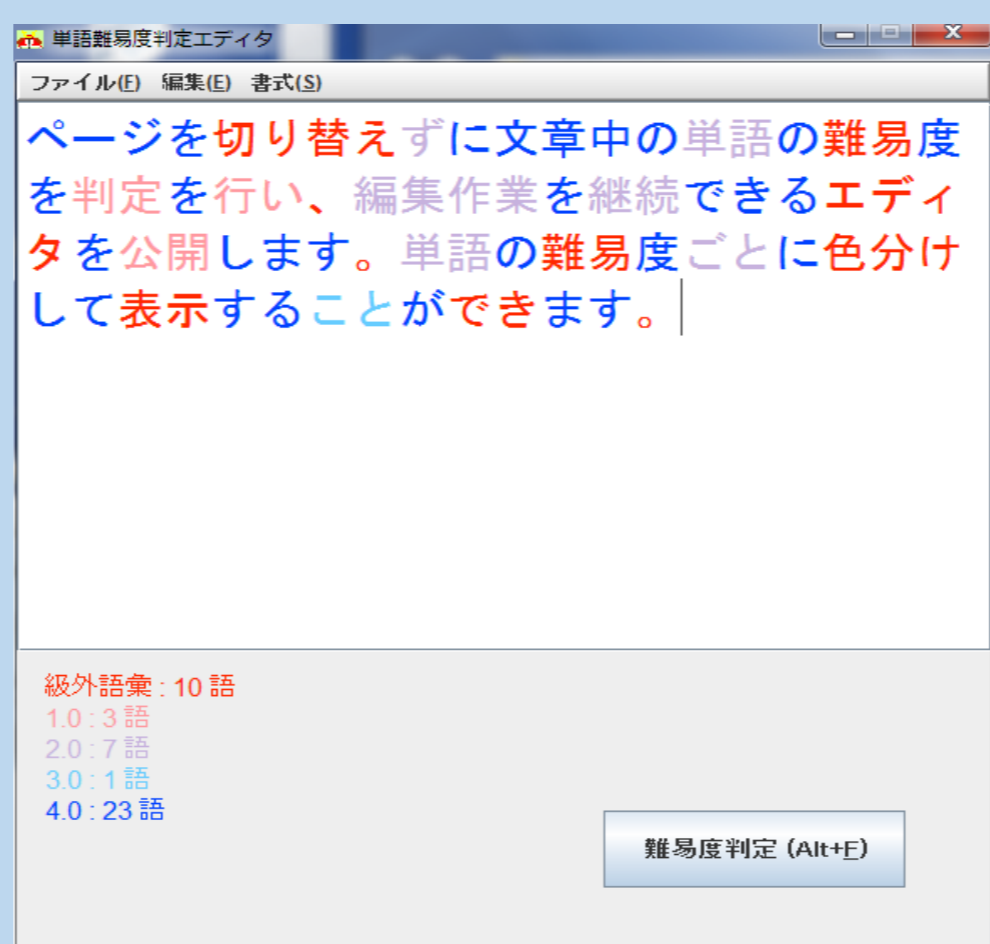 単語難易度判定エディタ
ファイル(F) 編集(E) 書式(S)
ページを切り替えずに文章中の単語の難易度
を判定を行い、編集作業を継続できるエディ
タを公開します。単語の難易度ごとに色分け
して表示することができます。
級外語彙 : 10 語
1.0 : 3 語
2.0 : 7 語
3.0 : 1 語
4.0 : 23 語
難易度判定 (Alt+F)